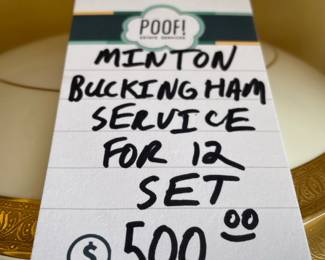 POOF!
ESTATE SERVICES
MINTON
BUCKINGHAM
SERVICE
FOR 12
SET
$ 500 00